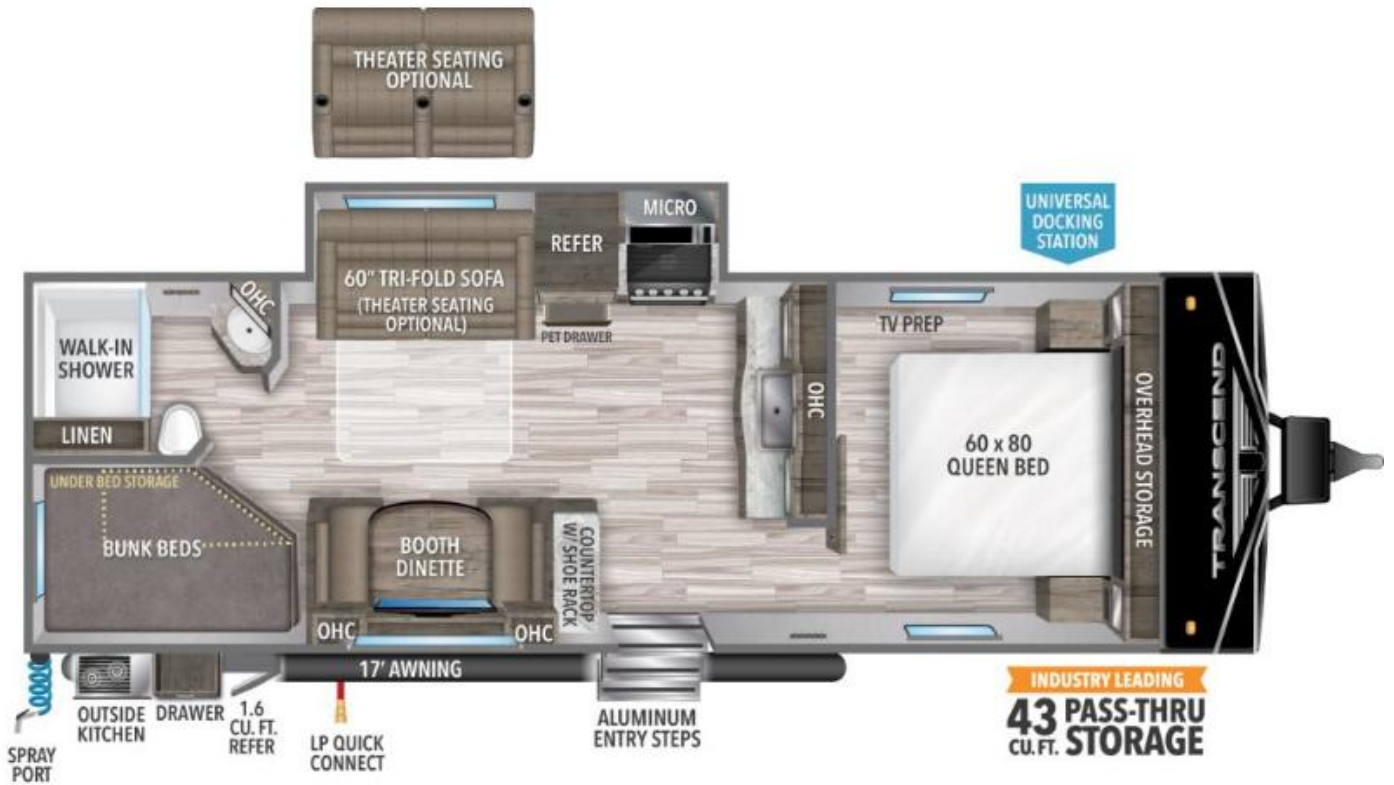 THEATER SEATING
OPTIONAL
UNIVERSAL
DOCKING
STATION
MICRO
REFER
60" TRI-FOLD SOFA
(THEATER SEATING
OPTIONAL)
PET DRAWER
OHC
WALK-IN
SHOWER
LINEN
TV PREP
OHC
60 x 80
QUEEN BED
OVERHEAD STORAGE
TRANSCEND
UNDER BED STORAGE
BUNK BEDS
BOOTH
DINETTE
COUNTERTOP
W/ SHOE RACK
OHC
OHC
17' AWNING
SPRAY
PORT
OUTSIDE
KITCHEN
DRAWER
1.6
CU. FT.
REFER
LP QUICK
CONNECT
ALUMINUM
ENTRY STEPS
INDUSTRY LEADING
43 PASS-THRU
CU.FT. STORAGE